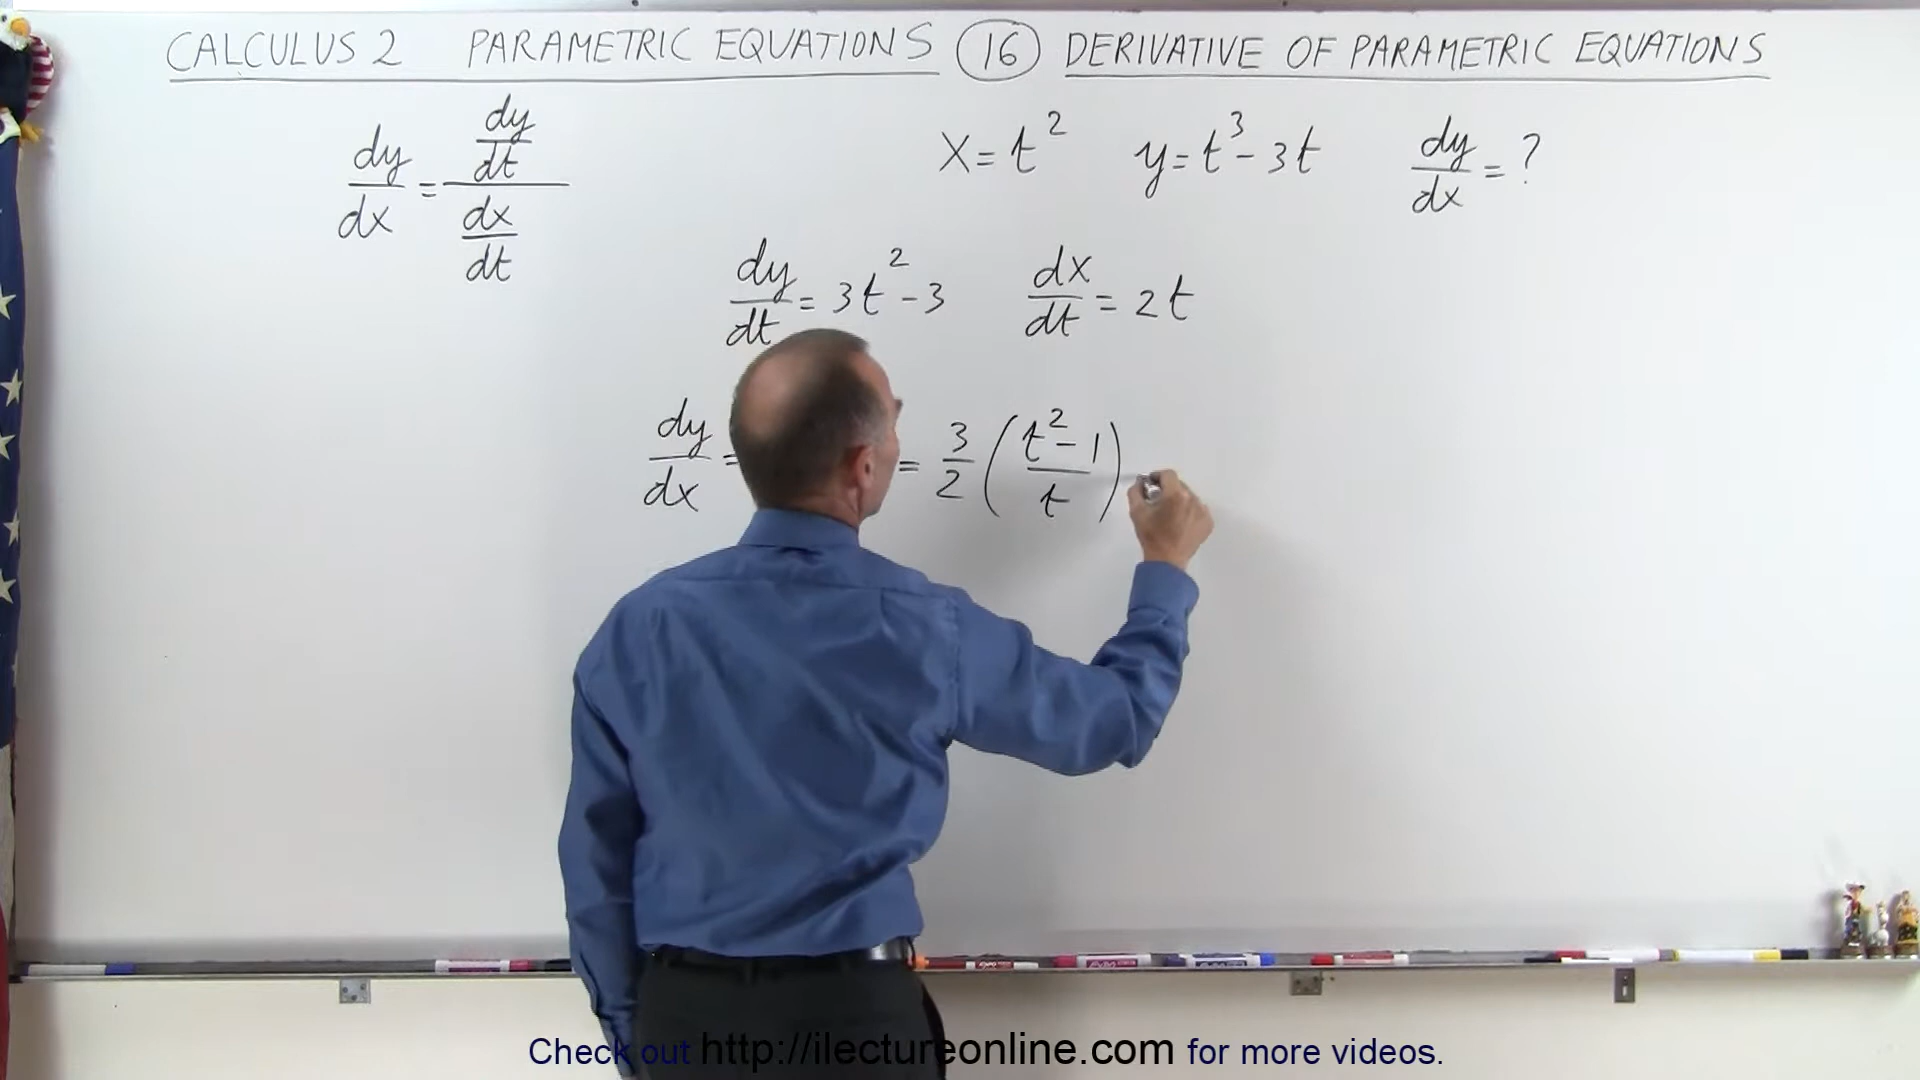 CALCULUS 2 PARAMETRIC EQUATIONS 16 DERIVATIVE OF PARAMETRIC EQUATIONS
dy/dx = (dy/dt)/(dx/dt)
x = t² y = t³ - 3t dy/dx = ?
dy/dt = 3t² - 3 dx/dt = 2t
dy/dx = = 3/2 ((t² - 1)/t)
Check out http://ilectureonline.com for more videos.